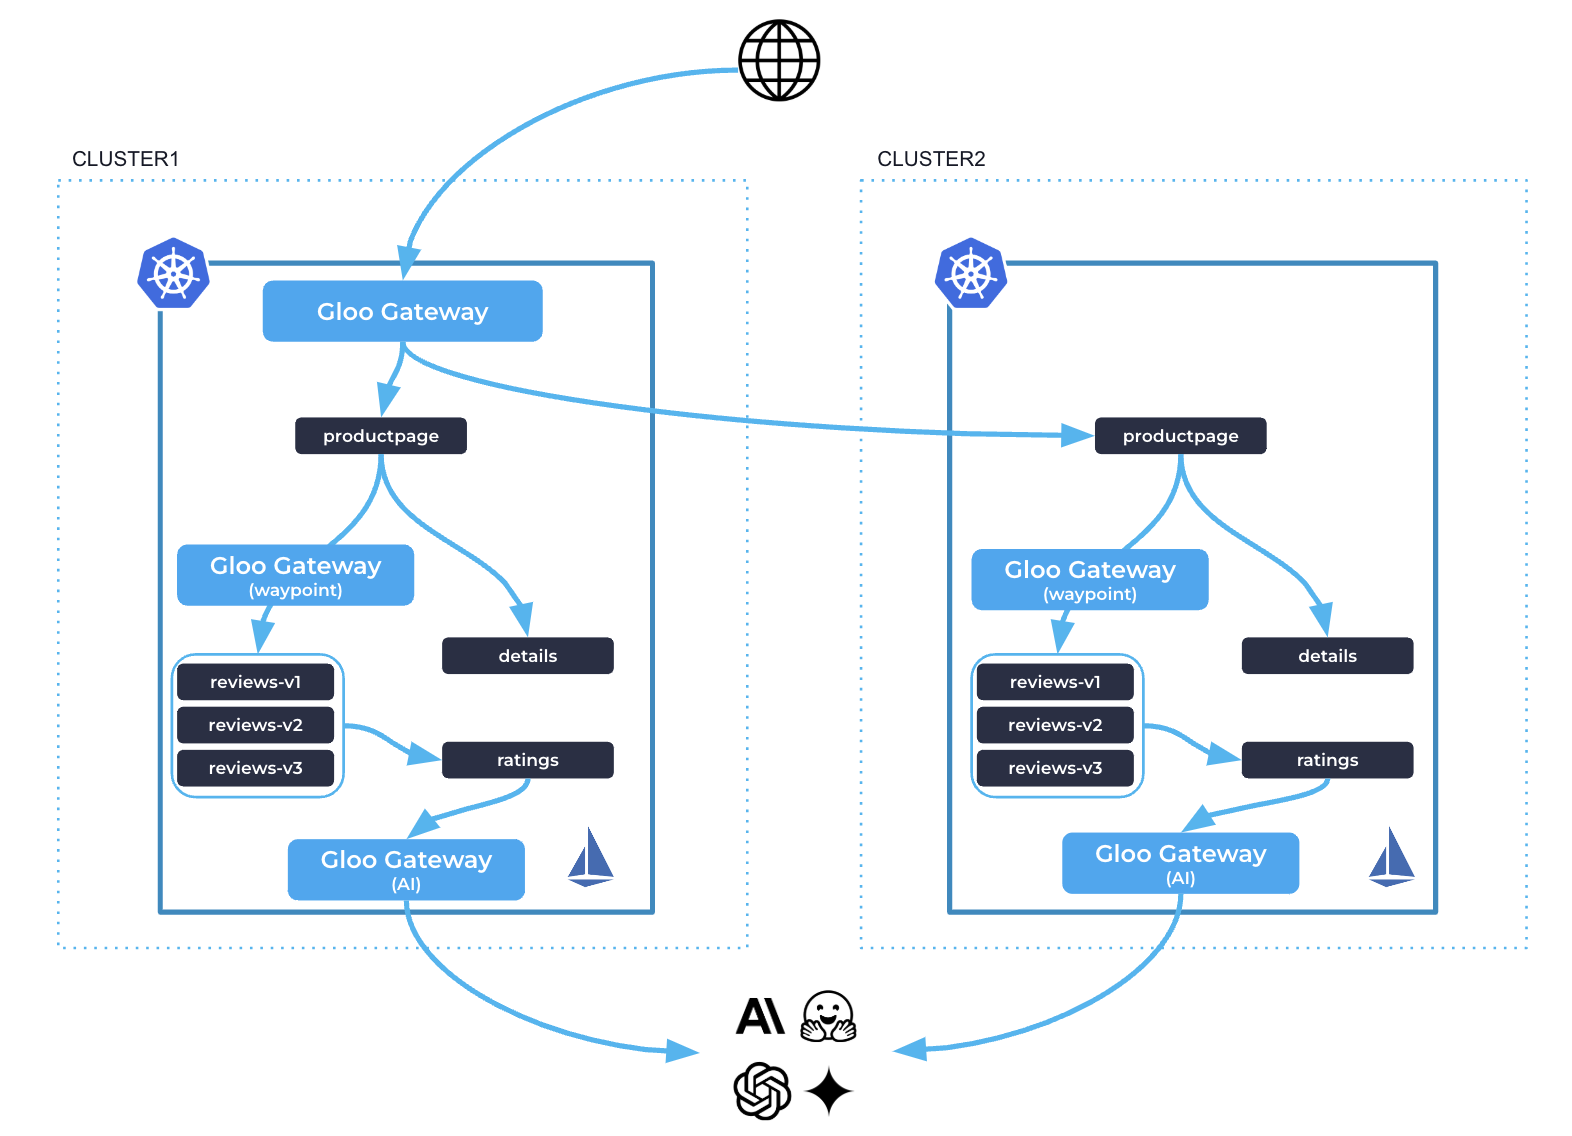 CLUSTER1
Gloo Gateway
productpage
Gloo Gateway
(waypoint)
details
reviews-v1
reviews-v2
reviews-v3
ratings
Gloo Gateway
(AI)
CLUSTER2
productpage
Gloo Gateway
(waypoint)
details
reviews-v1
reviews-v2
reviews-v3
ratings
Gloo Gateway
(AI)